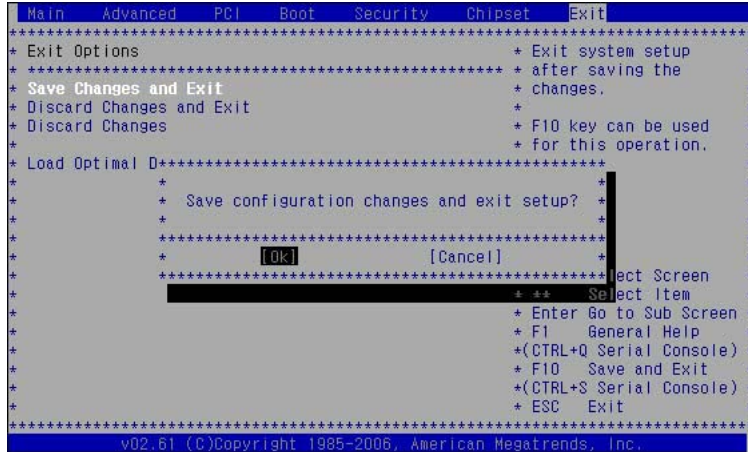 Main Advanced PCI Boot Security Chipset Exit
*******************************************************************************
* Exit Options * Exit system setup
* *************************************************** * after saving the
* Save Changes and Exit * changes.
* Discard Changes and Exit *
* Discard Changes * F10 key can be used
* * for this operation.
* Load Optimal D************************************************
* * *
* * Save configuration changes and exit setup? *
* * *
* ************************************************
* * [Ok] [Cancel] *
* ************************************************lect Screen
* * ** Select Item
* * Enter Go to Sub Screen
* * F1 General Help
* *(CTRL+Q Serial Console)
* * F10 Save and Exit
* *(CTRL+S Serial Console)
* * ESC Exit
*******************************************************************************
v02.61 (C)Copyright 1985-2006, American Megatrends, Inc.